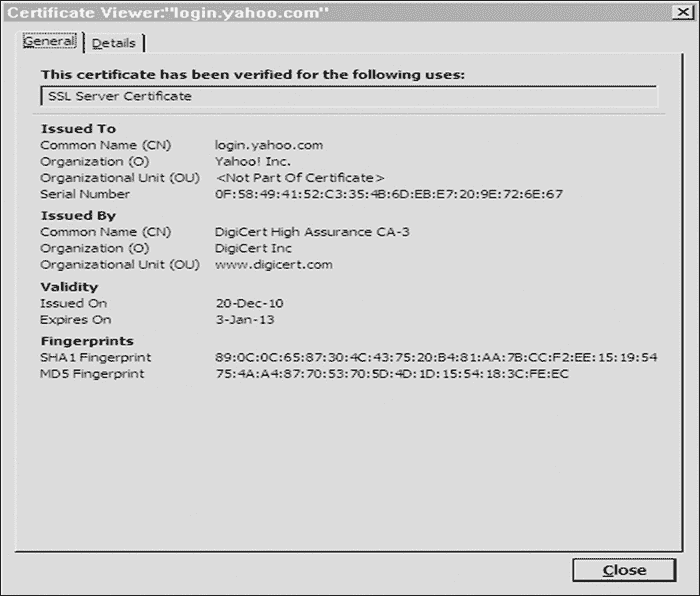 Certificate Viewer:"login.yahoo.com"
General Details
This certificate has been verified for the following uses:
SSL Server Certificate
Issued To
Common Name (CN) login.yahoo.com
Organization (O) Yahoo! Inc.
Organizational Unit (OU) <Not Part Of Certificate>
Serial Number 0F:58:49:41:52:C3:35:4B:6D:EB:E7:20:9E:72:6E:67
Issued By
Common Name (CN) DigiCert High Assurance CA-3
Organization (O) DigiCert Inc
Organizational Unit (OU) www.digicert.com
Validity
Issued On 20-Dec-10
Expires On 3-Jan-13
Fingerprints
SHA1 Fingerprint 89:0C:0C:65:87:30:4C:43:75:20:B4:81:AA:7B:CC:F2:EE:15:19:54
MD5 Fingerprint 75:4A:A4:87:70:53:70:5D:4D:1D:15:54:18:3C:FE:EC
Close